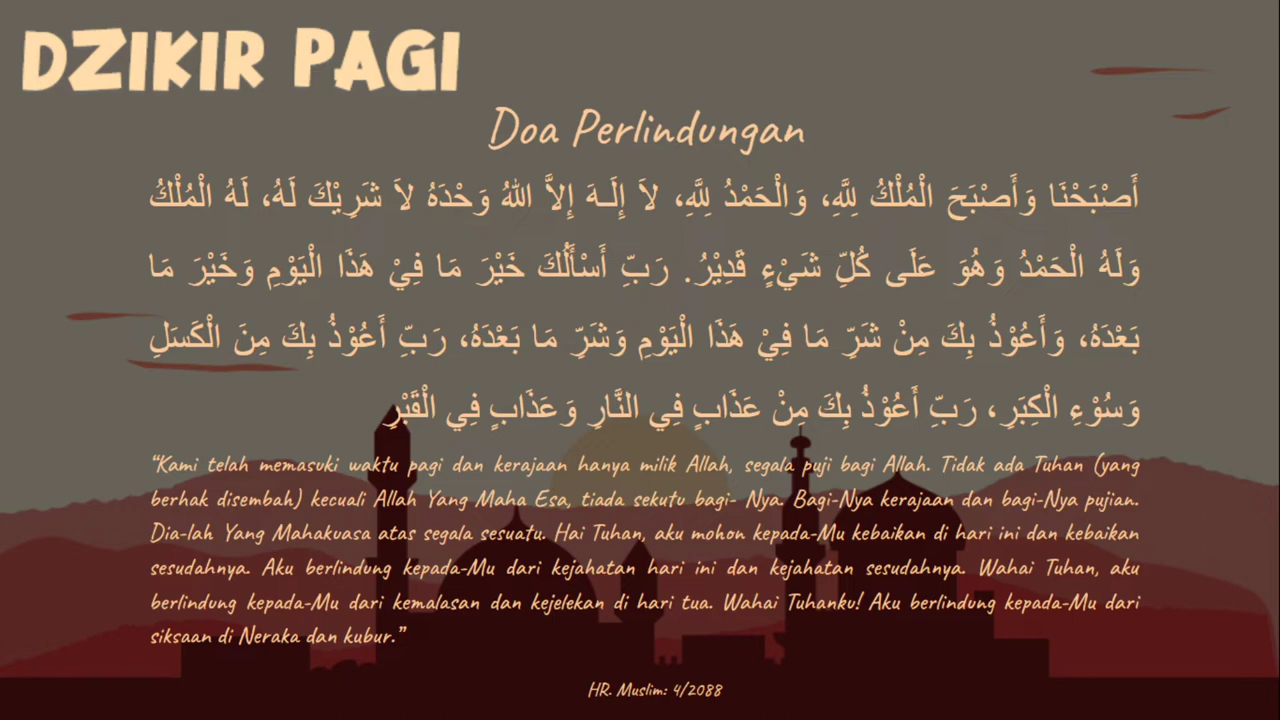 DZIKIR PAGI
Doa Perlindungan
أَصْبَحْنَا وَأَصْبَحَ الْمُلْكُ لِلَّهِ، وَالْحَمْدُ لِلَّهِ، لاَ إِلَـهَ إِلاَّ اللهُ وَحْدَهُ لاَ شَرِيْكَ لَهُ، لَهُ الْمُلْكُ
وَلَهُ الْحَمْدُ وَهُوَ عَلَى كُلِّ شَيْءٍ قَدِيْرُ. رَبِّ أَسْأَلُكَ خَيْرَ مَا فِيْ هَذَا الْيَوْمِ وَخَيْرَ مَا
بَعْدَهُ، وَأَعُوْذُ بِكَ مِنْ شَرِّ مَا فِيْ هَذَا الْيَوْمِ وَشَرِّ مَا بَعْدَهُ، رَبِّ أَعُوْذُ بِكَ مِنَ الْكَسَلِ
وَسُوْءِ الْكِبَرِ، رَبِّ أَعُوْذُ بِكَ مِنْ عَذَابٍ فِي النَّارِ وَعَذَابٍ فِي الْقَبْرِ
“Kami telah memasuki waktu pagi dan kerajaan hanya milik Allah, segala puji bagi Allah. Tidak ada Tuhan (yang
berhak disembah) kecuali Allah Yang Maha Esa, tiada sekutu bagi- Nya. Bagi-Nya kerajaan dan bagi-Nya pujian.
Dia-lah Yang Mahakuasa atas segala sesuatu. Hai Tuhan, aku mohon kepada-Mu kebaikan di hari ini dan kebaikan
sesudahnya. Aku berlindung kepada-Mu dari kejahatan hari ini dan kejahatan sesudahnya. Wahai Tuhan, aku
berlindung kepada-Mu dari kemalasan dan kejelekan di hari tua. Wahai Tuhanku! Aku berlindung kepada-Mu dari
siksaan di Neraka dan kubur.”
HR. Muslim: 4/2088